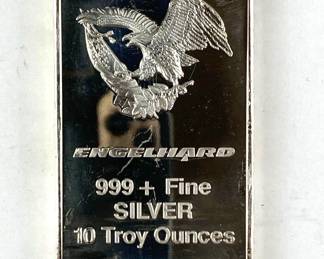 ENGELHARD
999+ Fine
SILVER
10 Troy Ounces